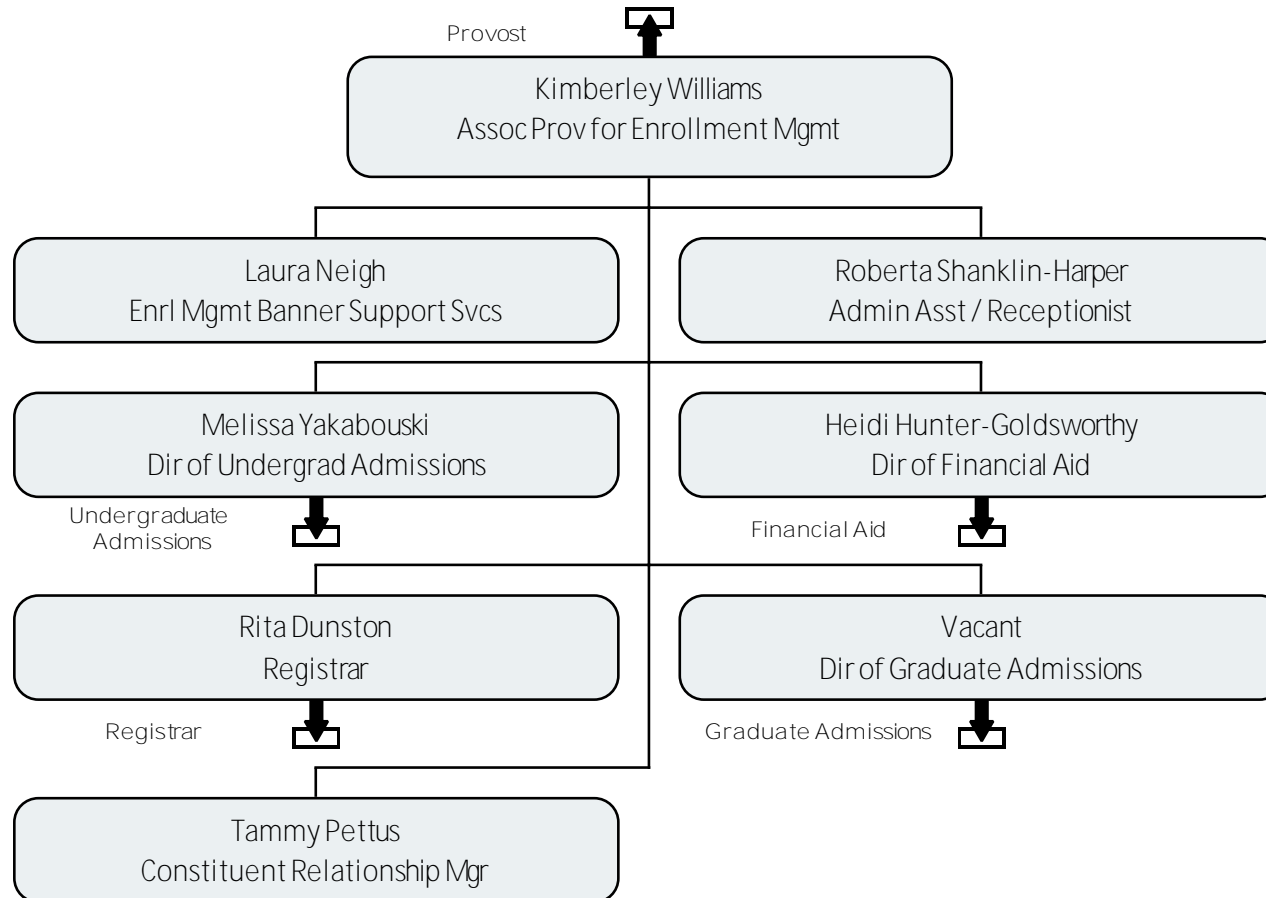 Provost
Kimberley Williams
Assoc Prov for Enrollment Mgmt
Laura Neigh
Enrl Mgmt Banner Support Svcs
Roberta Shanklin-Harper
Admin Asst / Receptionist
Melissa Yakabouski
Dir of Undergrad Admissions
Undergraduate
Admissions
Heidi Hunter-Goldsworthy
Dir of Financial Aid
Financial Aid
Rita Dunston
Registrar
Registrar
Vacant
Dir of Graduate Admissions
Graduate Admissions
Tammy Pettus
Constituent Relationship Mgr